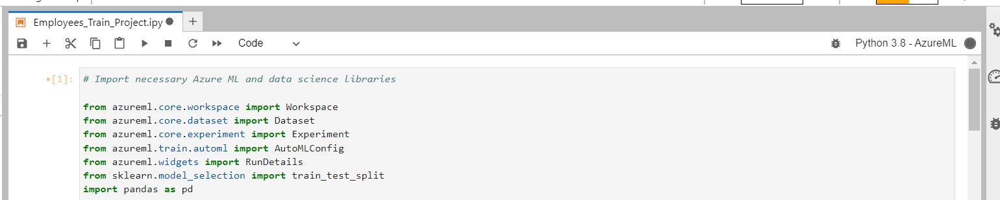 Employees_Train_Project.ipy
Code
Python 3.8 - AzureML
[1]:
# Import necessary Azure ML and data science libraries
from azureml.core.workspace import Workspace
from azureml.core.dataset import Dataset
from azureml.core.experiment import Experiment
from azureml.train.automl import AutoMLConfig
from azureml.widgets import RunDetails
from sklearn.model_selection import train_test_split
import pandas as pd